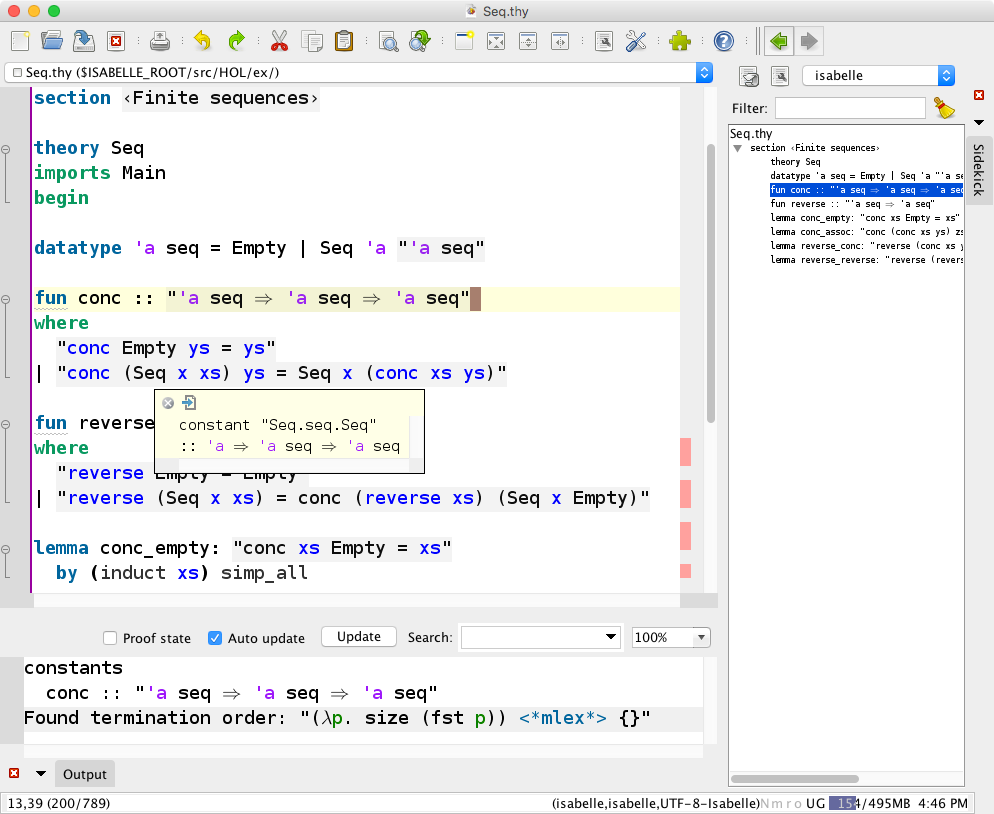 Seq.thy
Seq.thy ($ISABELLE_ROOT/src/HOL/ex/)
section ‹Finite sequences›
theory Seq
imports Main
begin
datatype 'a seq = Empty | Seq 'a "'a seq"
fun conc :: "'a seq ⇒ 'a seq ⇒ 'a seq"
where
"conc Empty ys = ys"
| "conc (Seq x xs) ys = Seq x (conc xs ys)"
constant "Seq.seq.Seq"
:: 'a ⇒ 'a seq ⇒ 'a seq
fun reverse
where
"reverse Empty = Empty"
| "reverse (Seq x xs) = conc (reverse xs) (Seq x Empty)"
lemma conc_empty: "conc xs Empty = xs"
by (induct xs) simp_all
Proof state
Auto update
Update
Search:
100%
constants
conc :: "'a seq ⇒ 'a seq ⇒ 'a seq"
Found termination order: "(λp. size (fst p)) <*mlex*> {}"
Output
13,39 (200/789)
(isabelle,isabelle,UTF-8-Isabelle)N m r o UG 154/495MB 4:46 PM
isabelle
Filter:
Seq.thy
section ‹Finite sequences›
theory Seq
datatype 'a seq = Empty | Seq 'a "'a se
fun conc :: "'a seq ⇒ 'a seq ⇒ 'a seq
fun reverse :: "'a seq ⇒ 'a seq"
lemma conc_empty: "conc xs Empty = xs"
lemma conc_assoc: "conc (conc xs ys) zs
lemma reverse_conc: "reverse (conc xs y
lemma reverse_reverse: "reverse (revers
Sidekick